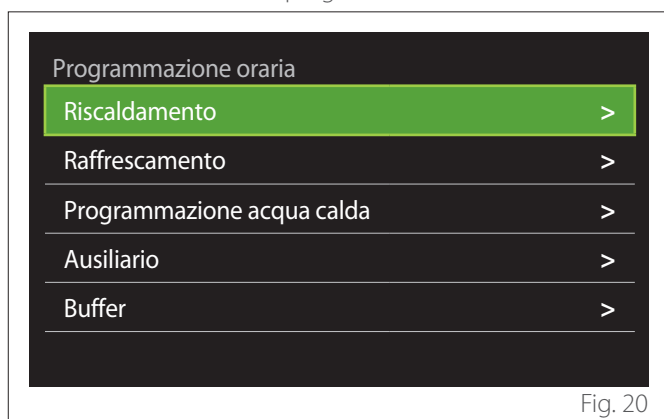 Programmazione oraria
Riscaldamento >
Raffrescamento >
Programmazione acqua calda >
Ausiliario >
Buffer >
Fig. 20